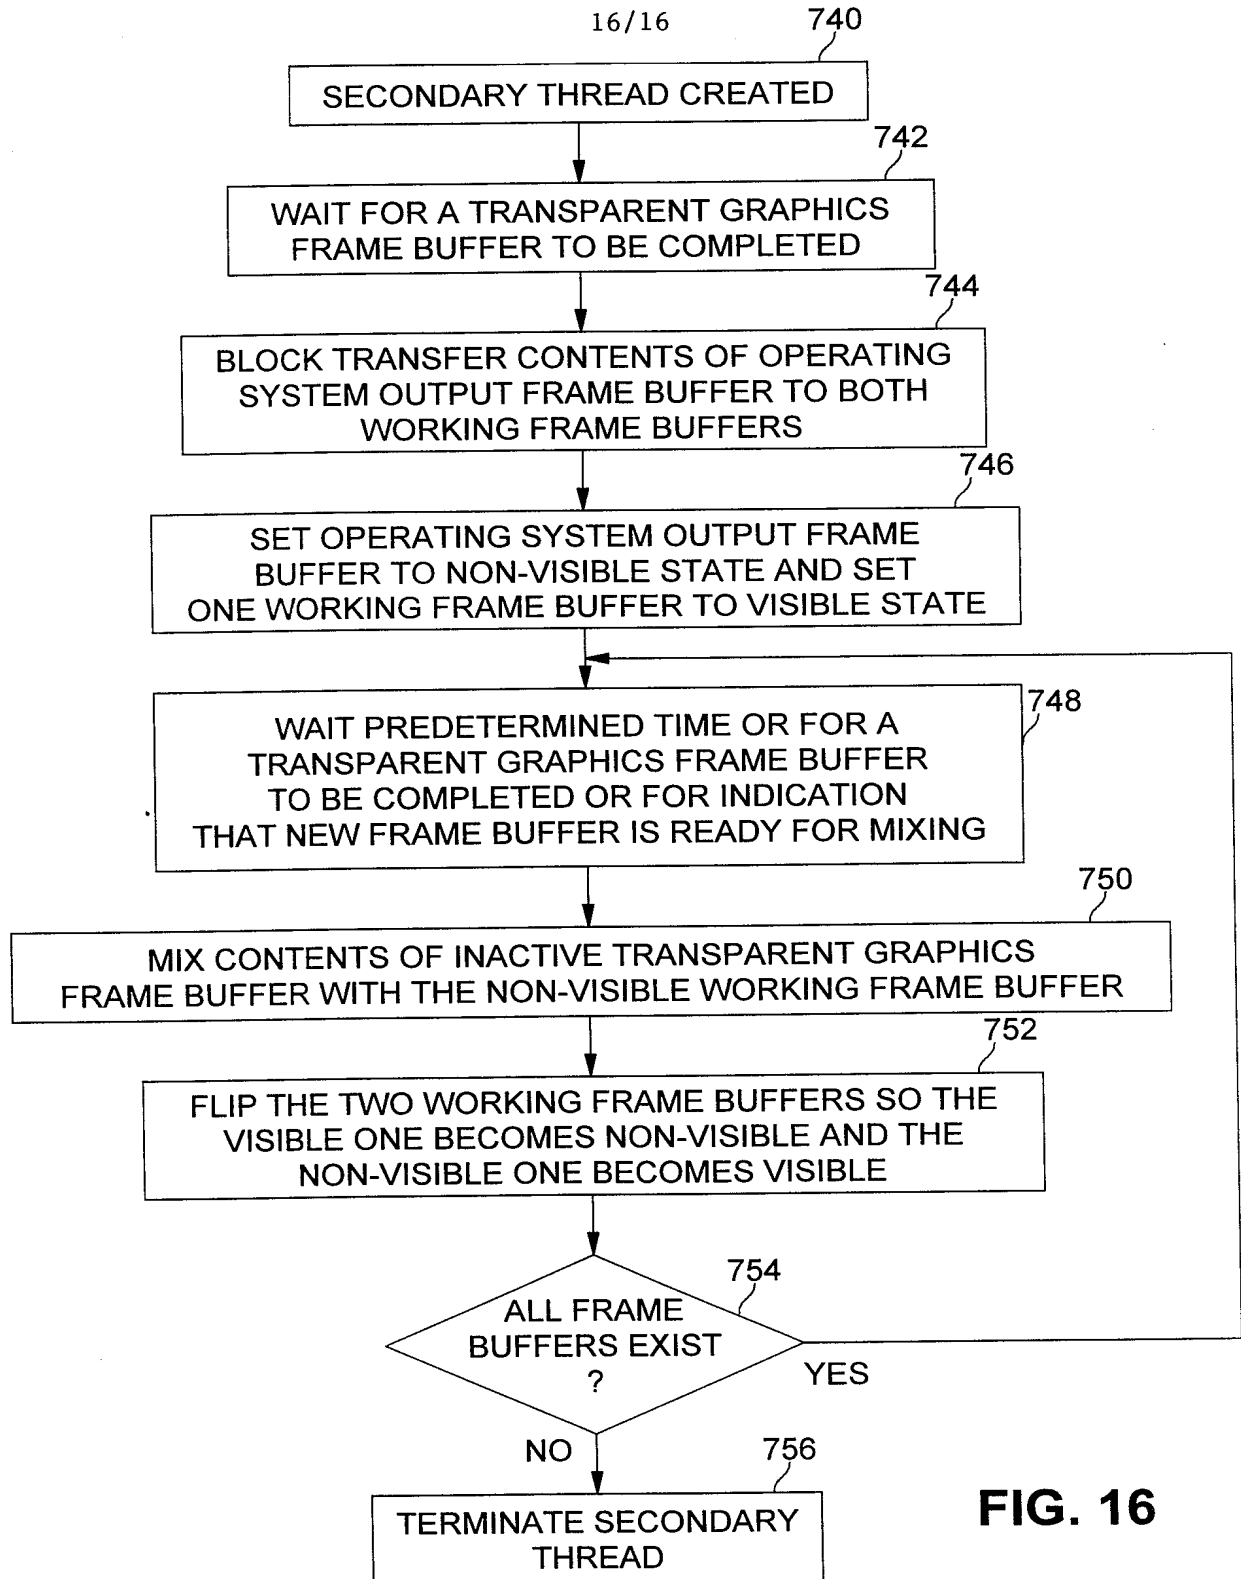 16/16
740
SECONDARY THREAD CREATED
742
WAIT FOR A TRANSPARENT GRAPHICS
FRAME BUFFER TO BE COMPLETED
744
BLOCK TRANSFER CONTENTS OF OPERATING
SYSTEM OUTPUT FRAME BUFFER TO BOTH
WORKING FRAME BUFFERS
746
SET OPERATING SYSTEM OUTPUT FRAME
BUFFER TO NON-VISIBLE STATE AND SET
ONE WORKING FRAME BUFFER TO VISIBLE STATE
748
WAIT PREDETERMINED TIME OR FOR A
TRANSPARENT GRAPHICS FRAME BUFFER
TO BE COMPLETED OR FOR INDICATION
THAT NEW FRAME BUFFER IS READY FOR MIXING
750
MIX CONTENTS OF INACTIVE TRANSPARENT GRAPHICS
FRAME BUFFER WITH THE NON-VISIBLE WORKING FRAME BUFFER
752
FLIP THE TWO WORKING FRAME BUFFERS SO THE
VISIBLE ONE BECOMES NON-VISIBLE AND THE
NON-VISIBLE ONE BECOMES VISIBLE
754
ALL FRAME
BUFFERS EXIST
?
YES
NO
756
TERMINATE SECONDARY
THREAD
FIG. 16